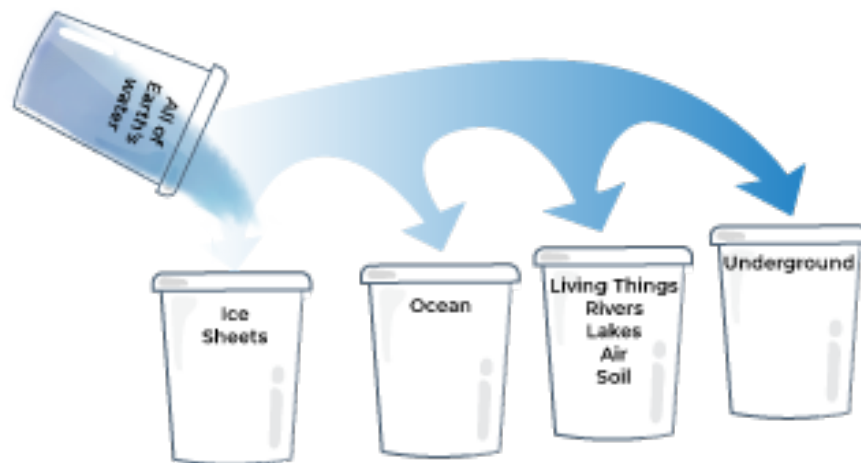 All of
Earth's
water
Ice
Sheets
Ocean
Living Things
Rivers
Lakes
Air
Soil
Underground